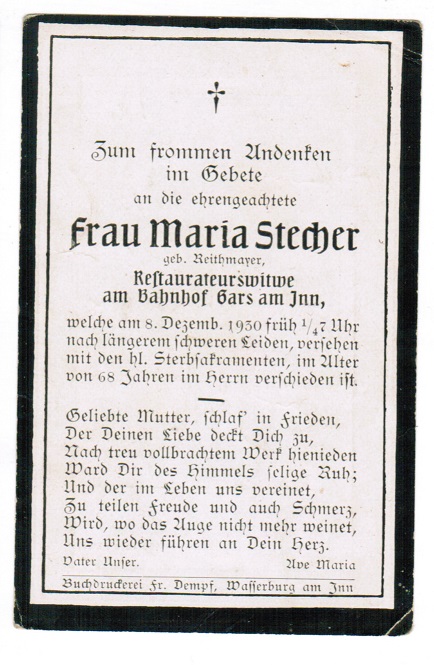 Zum frommen Andenken
im Gebete
an die ehrengeachtete
Frau Maria Stecher
geb. Reithmayer,
Restaurateurswitwe
am Bahnhof Gars am Inn,
welche am 8. Dezemb. 1930 früh 1/47 Uhr
nach längerem schweren Leiden, versehen
mit den hl. Sterbsakramenten, im Alter
von 68 Jahren im Herrn verschieden ist.
Geliebte Mutter, schlaf' in Frieden,
Der Deinen Liebe deckt Dich zu,
Nach treu vollbrachtem Werk hienieden
Ward Dir des Himmels selige Ruh;
Und der im Leben uns vereinet,
Zu teilen Freude und auch Schmerz,
Wird, wo das Auge nicht mehr weinet,
Uns wieder führen an Dein Herz.
Vater Unser. Ave Maria
Buchdruckerei Fr. Dempf, Wasserburg am Inn